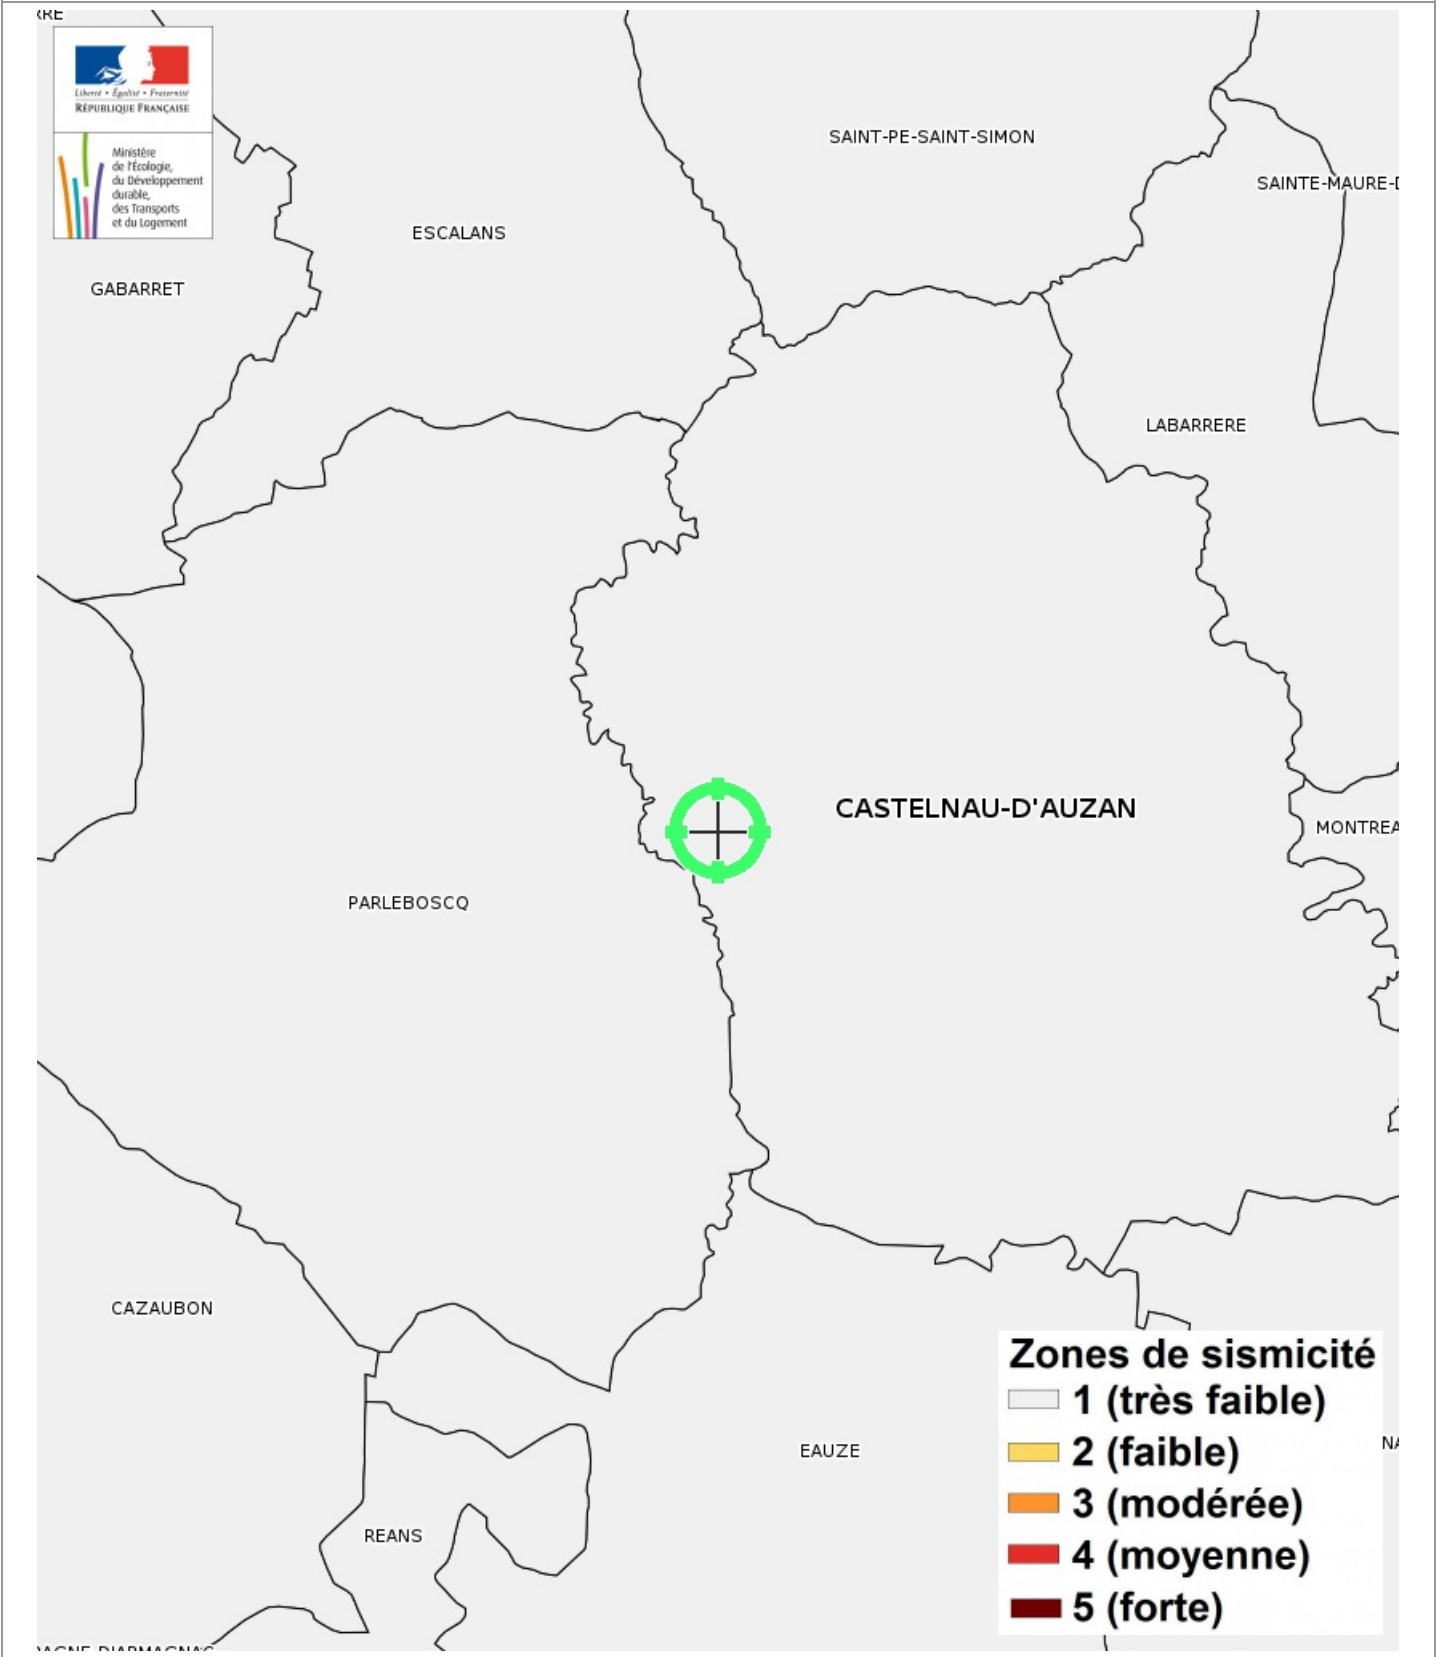 Liberté • Égalité • Fraternité
RÉPUBLIQUE FRANÇAISE
Ministère
de l'Écologie,
du Développement
durable,
des Transports
et du Logement
SAINT-PE-SAINT-SIMON
SAINTE-MAURE-D
ESCALANS
GABARRET
LABARRERE
CASTELNAU-D'AUZAN
MONTREA
PARLEBOSCQ
CAZAUBON
EAUZE
NA
REANS
Zones de sismicité
1 (très faible)
2 (faible)
3 (modérée)
4 (moyenne)
5 (forte)